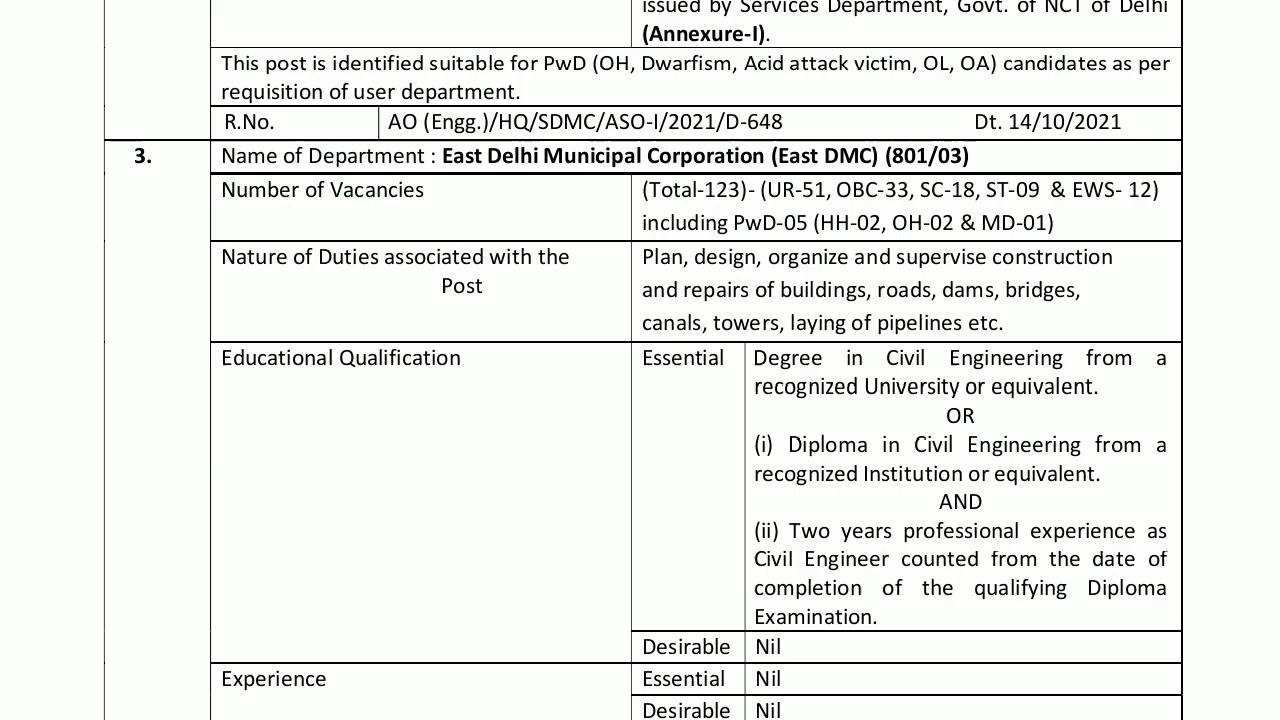 issued by Services Department, Govt. of NCT of Delhi
(Annexure-I).
This post is identified suitable for PwD (OH, Dwarfism, Acid attack victim, OL, OA) candidates as per
requisition of user department.
R.No. AO (Engg.)/HQ/SDMC/ASO-I/2021/D-648 Dt. 14/10/2021
3. Name of Department : East Delhi Municipal Corporation (East DMC) (801/03)
Number of Vacancies (Total-123)- (UR-51, OBC-33, SC-18, ST-09 & EWS- 12)
including PwD-05 (HH-02, OH-02 & MD-01)
Nature of Duties associated with the Plan, design, organize and supervise construction
Post and repairs of buildings, roads, dams, bridges,
canals, towers, laying of pipelines etc.
Educational Qualification Essential Degree in Civil Engineering from a
recognized University or equivalent.
OR
(i) Diploma in Civil Engineering from a
recognized Institution or equivalent.
AND
(ii) Two years professional experience as
Civil Engineer counted from the date of
completion of the qualifying Diploma
Examination.
Desirable Nil
Experience Essential Nil
Desirable Nil